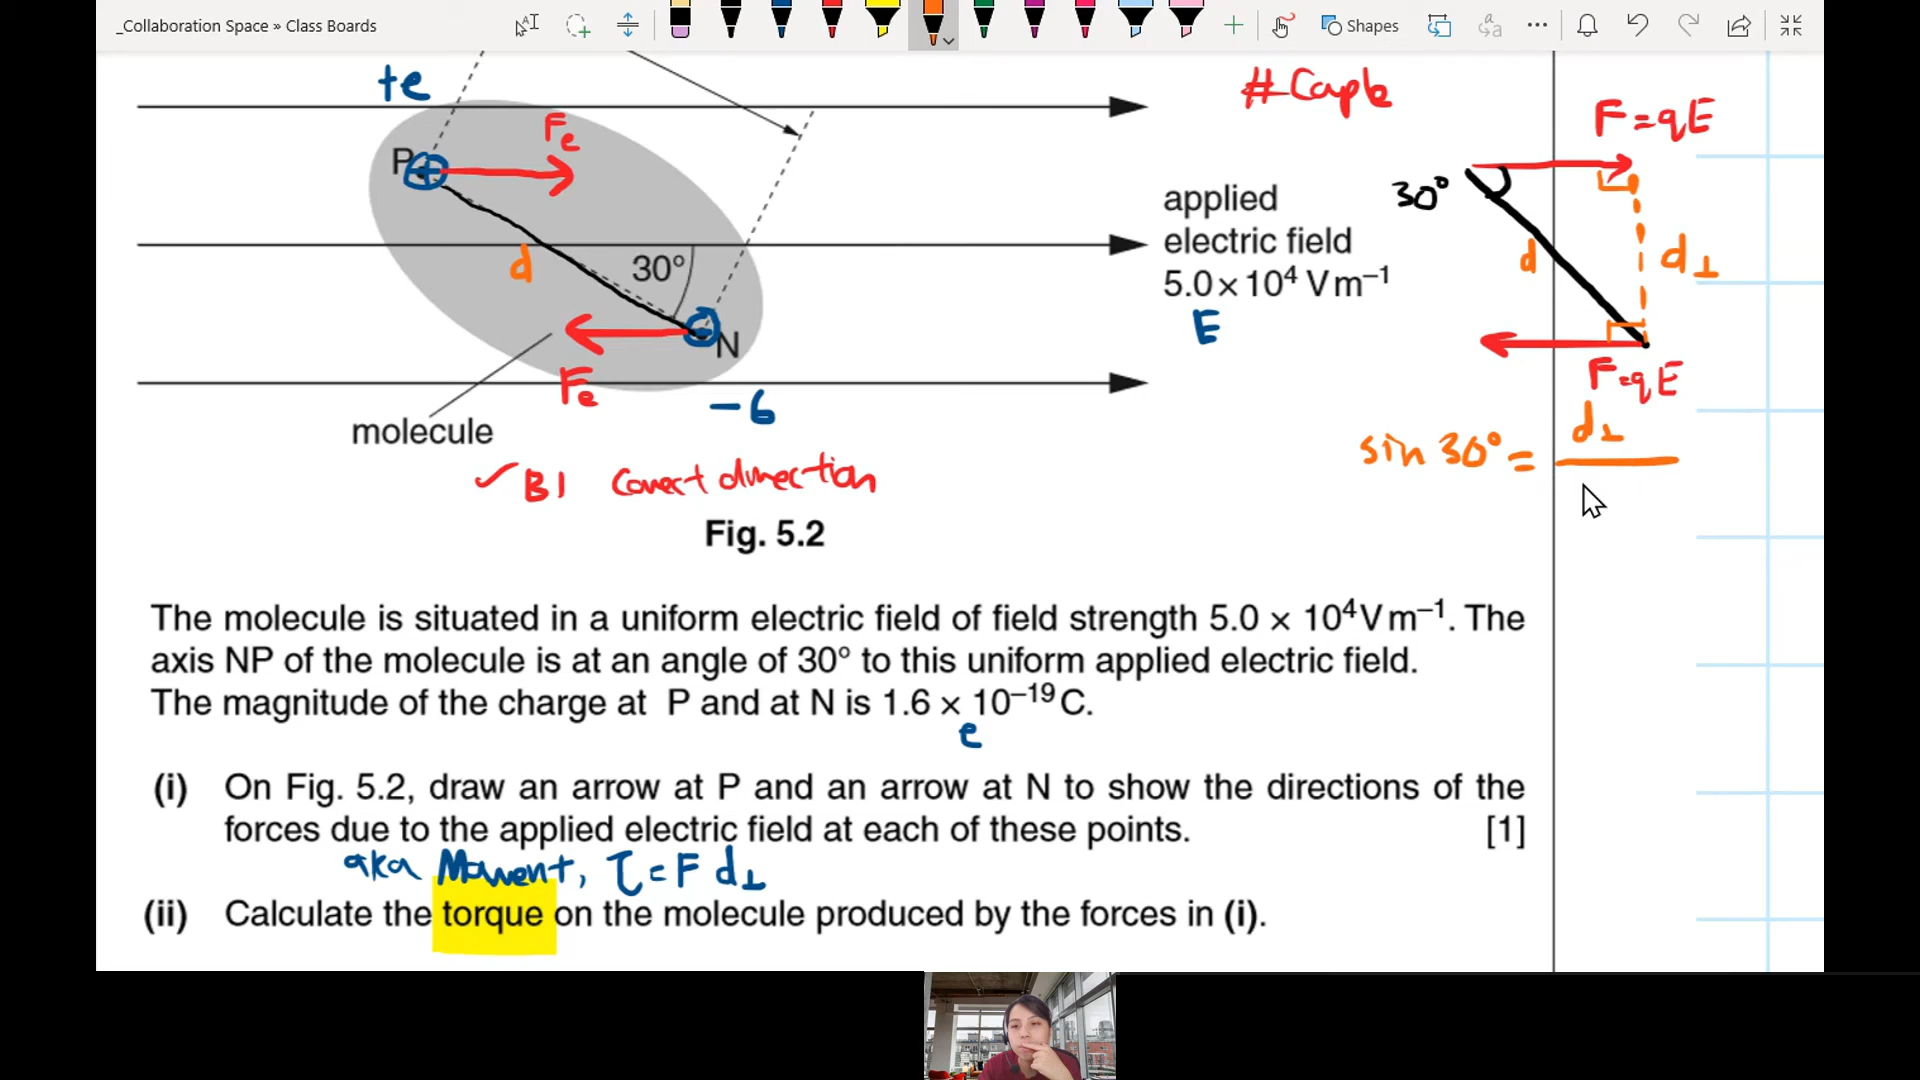 _Collaboration Space » Class Boards
Shapes
+e
#Couple
F=qE
Fe
P
+
30°
applied
electric field
5.0×10⁴ Vm⁻¹
E
d
30°
d
d⊥
-
N
Fe
F=qE
-e
molecule
sin 30° = d⊥
✓ B1 Correct direction
Fig. 5.2
The molecule is situated in a uniform electric field of field strength 5.0 × 10⁴Vm⁻¹. The
axis NP of the molecule is at an angle of 30° to this uniform applied electric field.
The magnitude of the charge at P and at N is 1.6 × 10⁻¹⁹C.
e
(i) On Fig. 5.2, draw an arrow at P and an arrow at N to show the directions of the
forces due to the applied electric field at each of these points. [1]
aka Moment, τ = F d⊥
(ii) Calculate the torque on the molecule produced by the forces in (i).